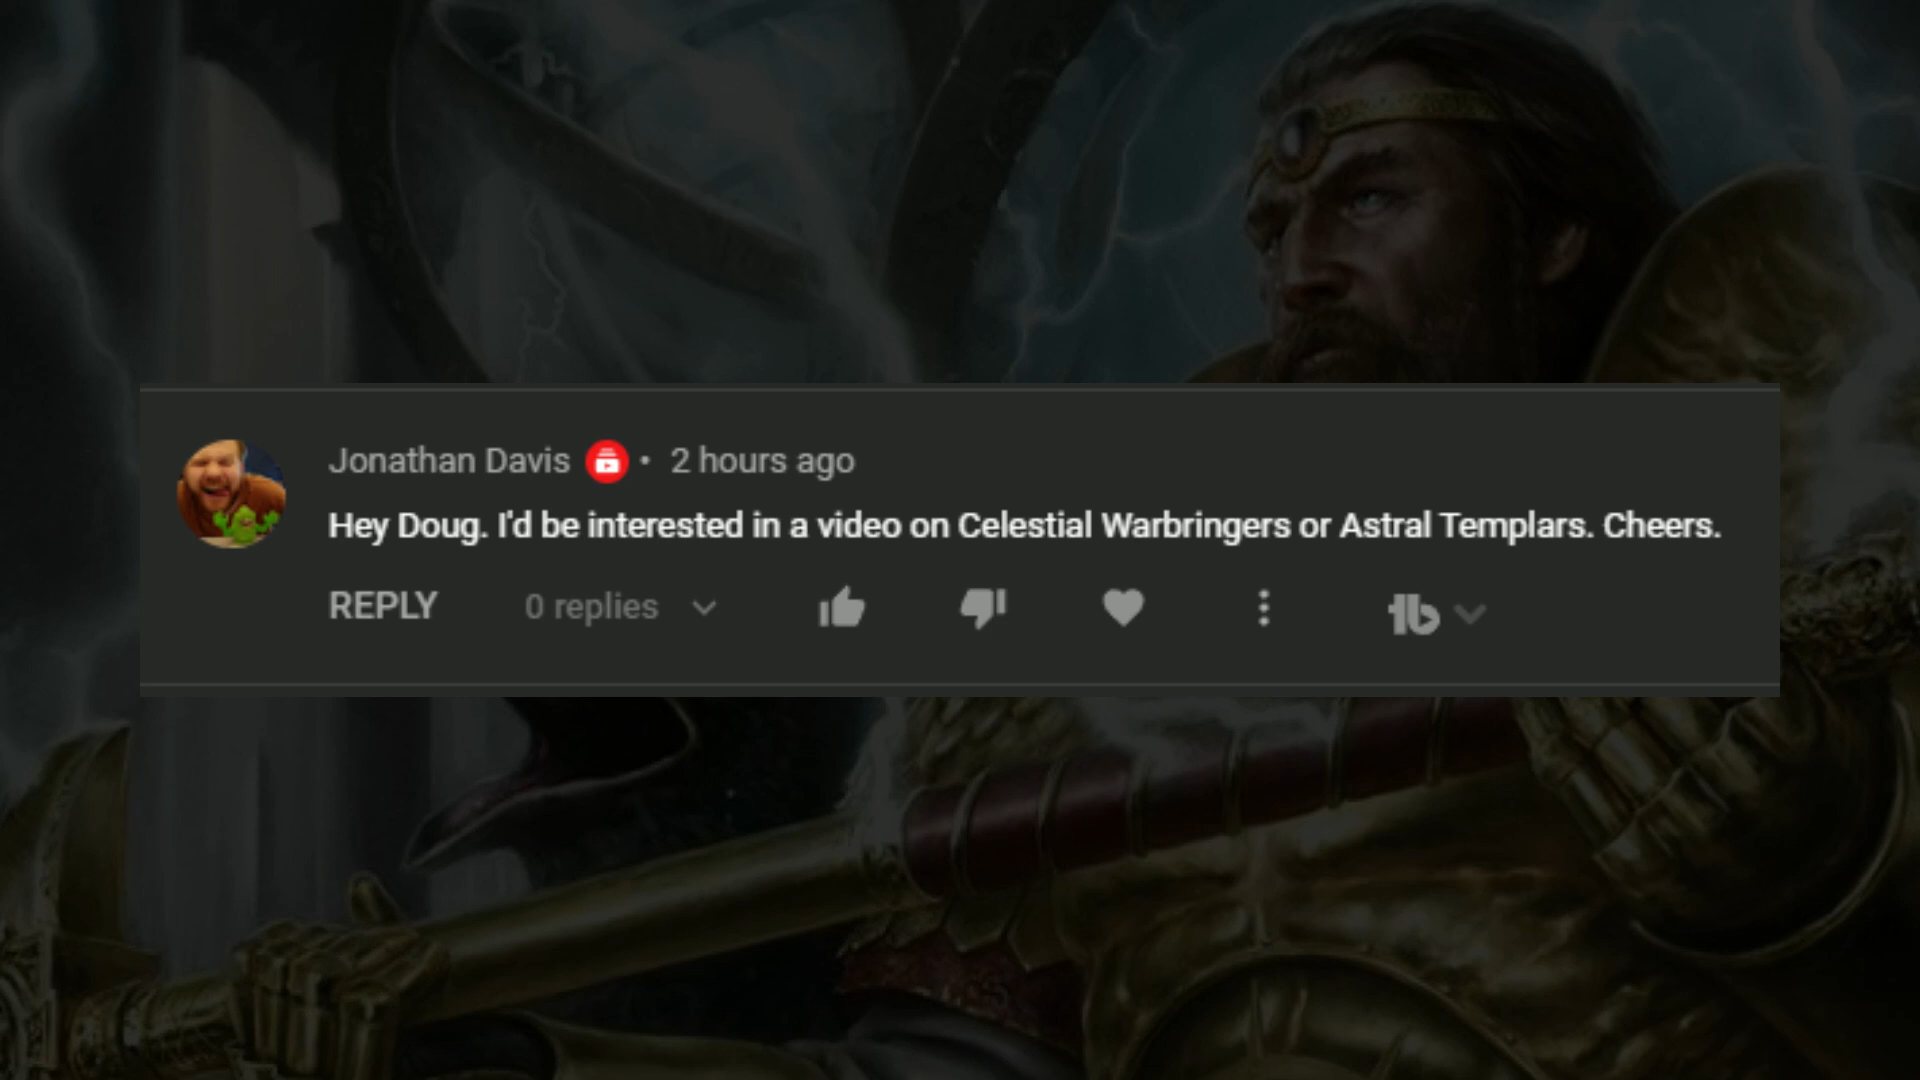 Jonathan Davis • 2 hours ago
Hey Doug. I'd be interested in a video on Celestial Warbringers or Astral Templars. Cheers.
REPLY 0 replies